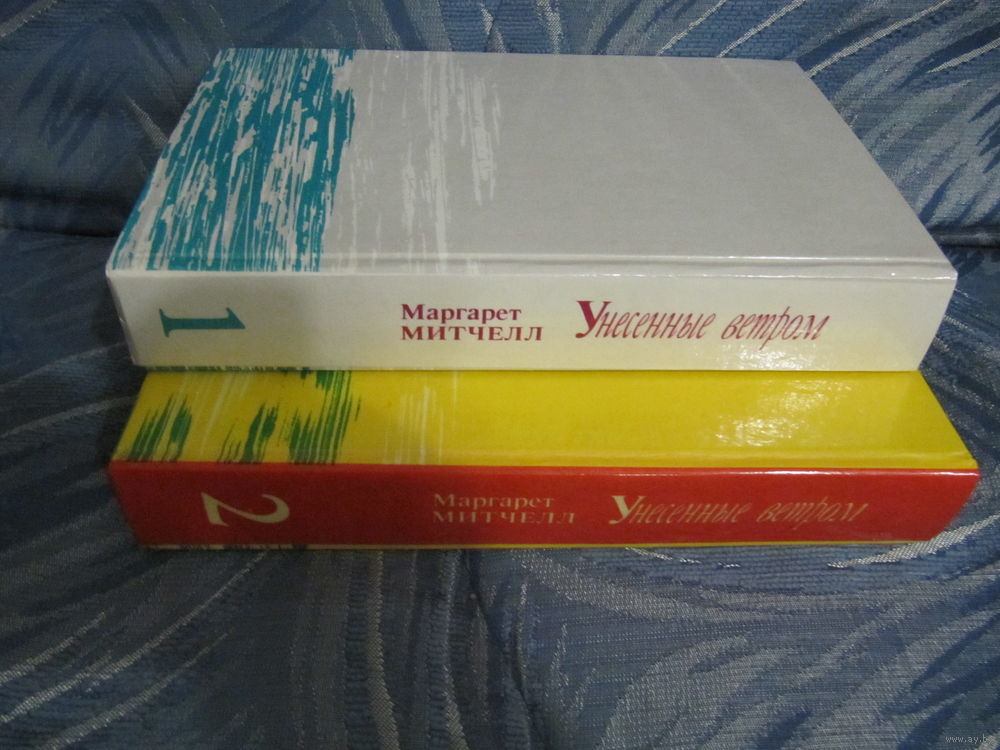 1
Маргарет
МИТЧЕЛЛ
Унесенные ветром
2
Маргарет
МИТЧЕЛЛ
Унесенные ветром